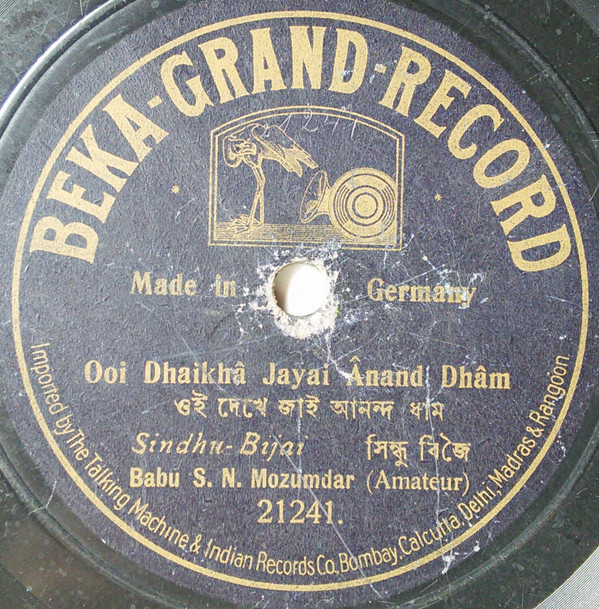 BEKA-GRAND-RECORD
21241
Made in Germany
Ooi Dhaikhâ Jayai Ânand Dhâm
ওই দেখে জাই আনন্দ ধাম
Sindhu-Bijai সিন্ধু বিজৈ
Babu S. N. Mozumdar (Amateur)
21241.
Imported by The Talking Machine & Indian Records Co. Bombay, Calcutta, Delhi, Madras & Rangoon